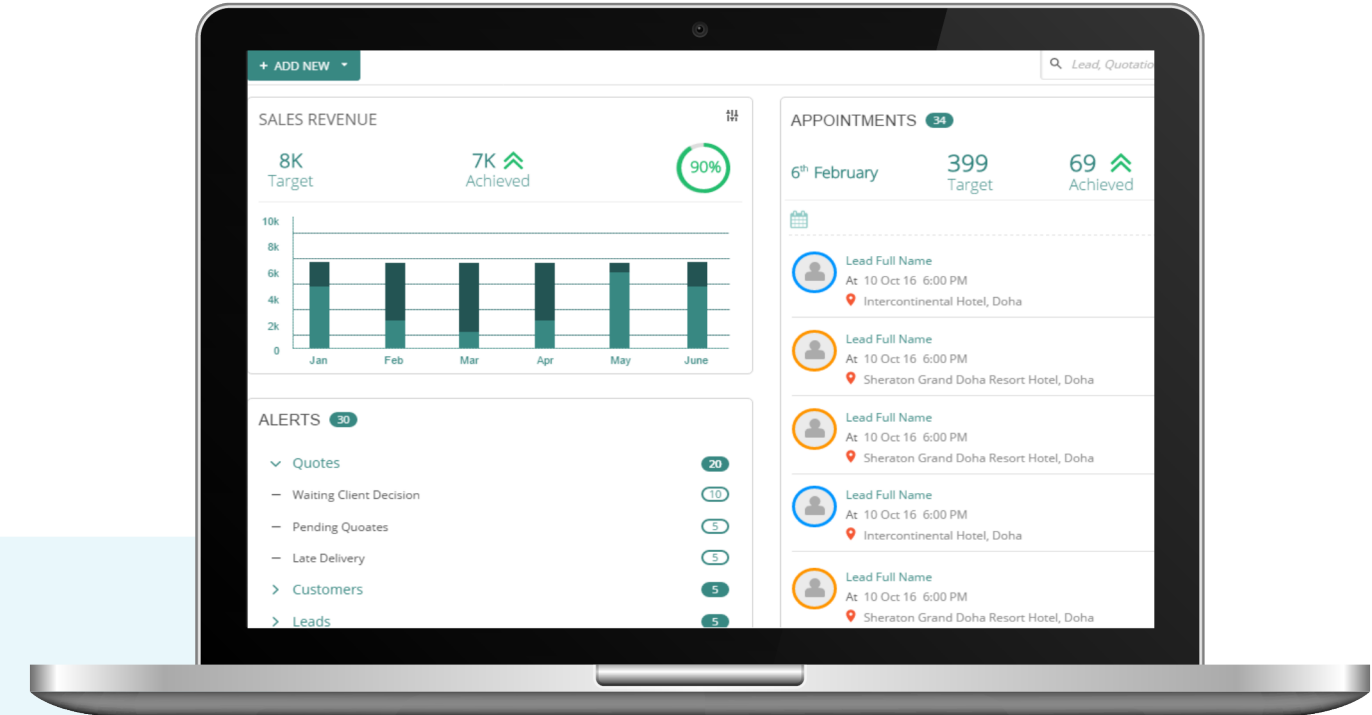 + ADD NEW
Lead, Quotatio
SALES REVENUE
8K
Target
7K
Achieved
90%
10k
8k
6k
4k
2k
0
Jan Feb Mar Apr May June
ALERTS 30
Quotes 20
Waiting Client Decision 10
Pending Quoates 5
Late Delivery 5
Customers 5
Leads 5
APPOINTMENTS 34
6th February
399
Target
69
Achieved
Lead Full Name
At 10 Oct 16 6:00 PM
Intercontinental Hotel, Doha
Lead Full Name
At 10 Oct 16 6:00 PM
Sheraton Grand Doha Resort Hotel, Doha
Lead Full Name
At 10 Oct 16 6:00 PM
Sheraton Grand Doha Resort Hotel, Doha
Lead Full Name
At 10 Oct 16 6:00 PM
Intercontinental Hotel, Doha
Lead Full Name
At 10 Oct 16 6:00 PM
Sheraton Grand Doha Resort Hotel, Doha